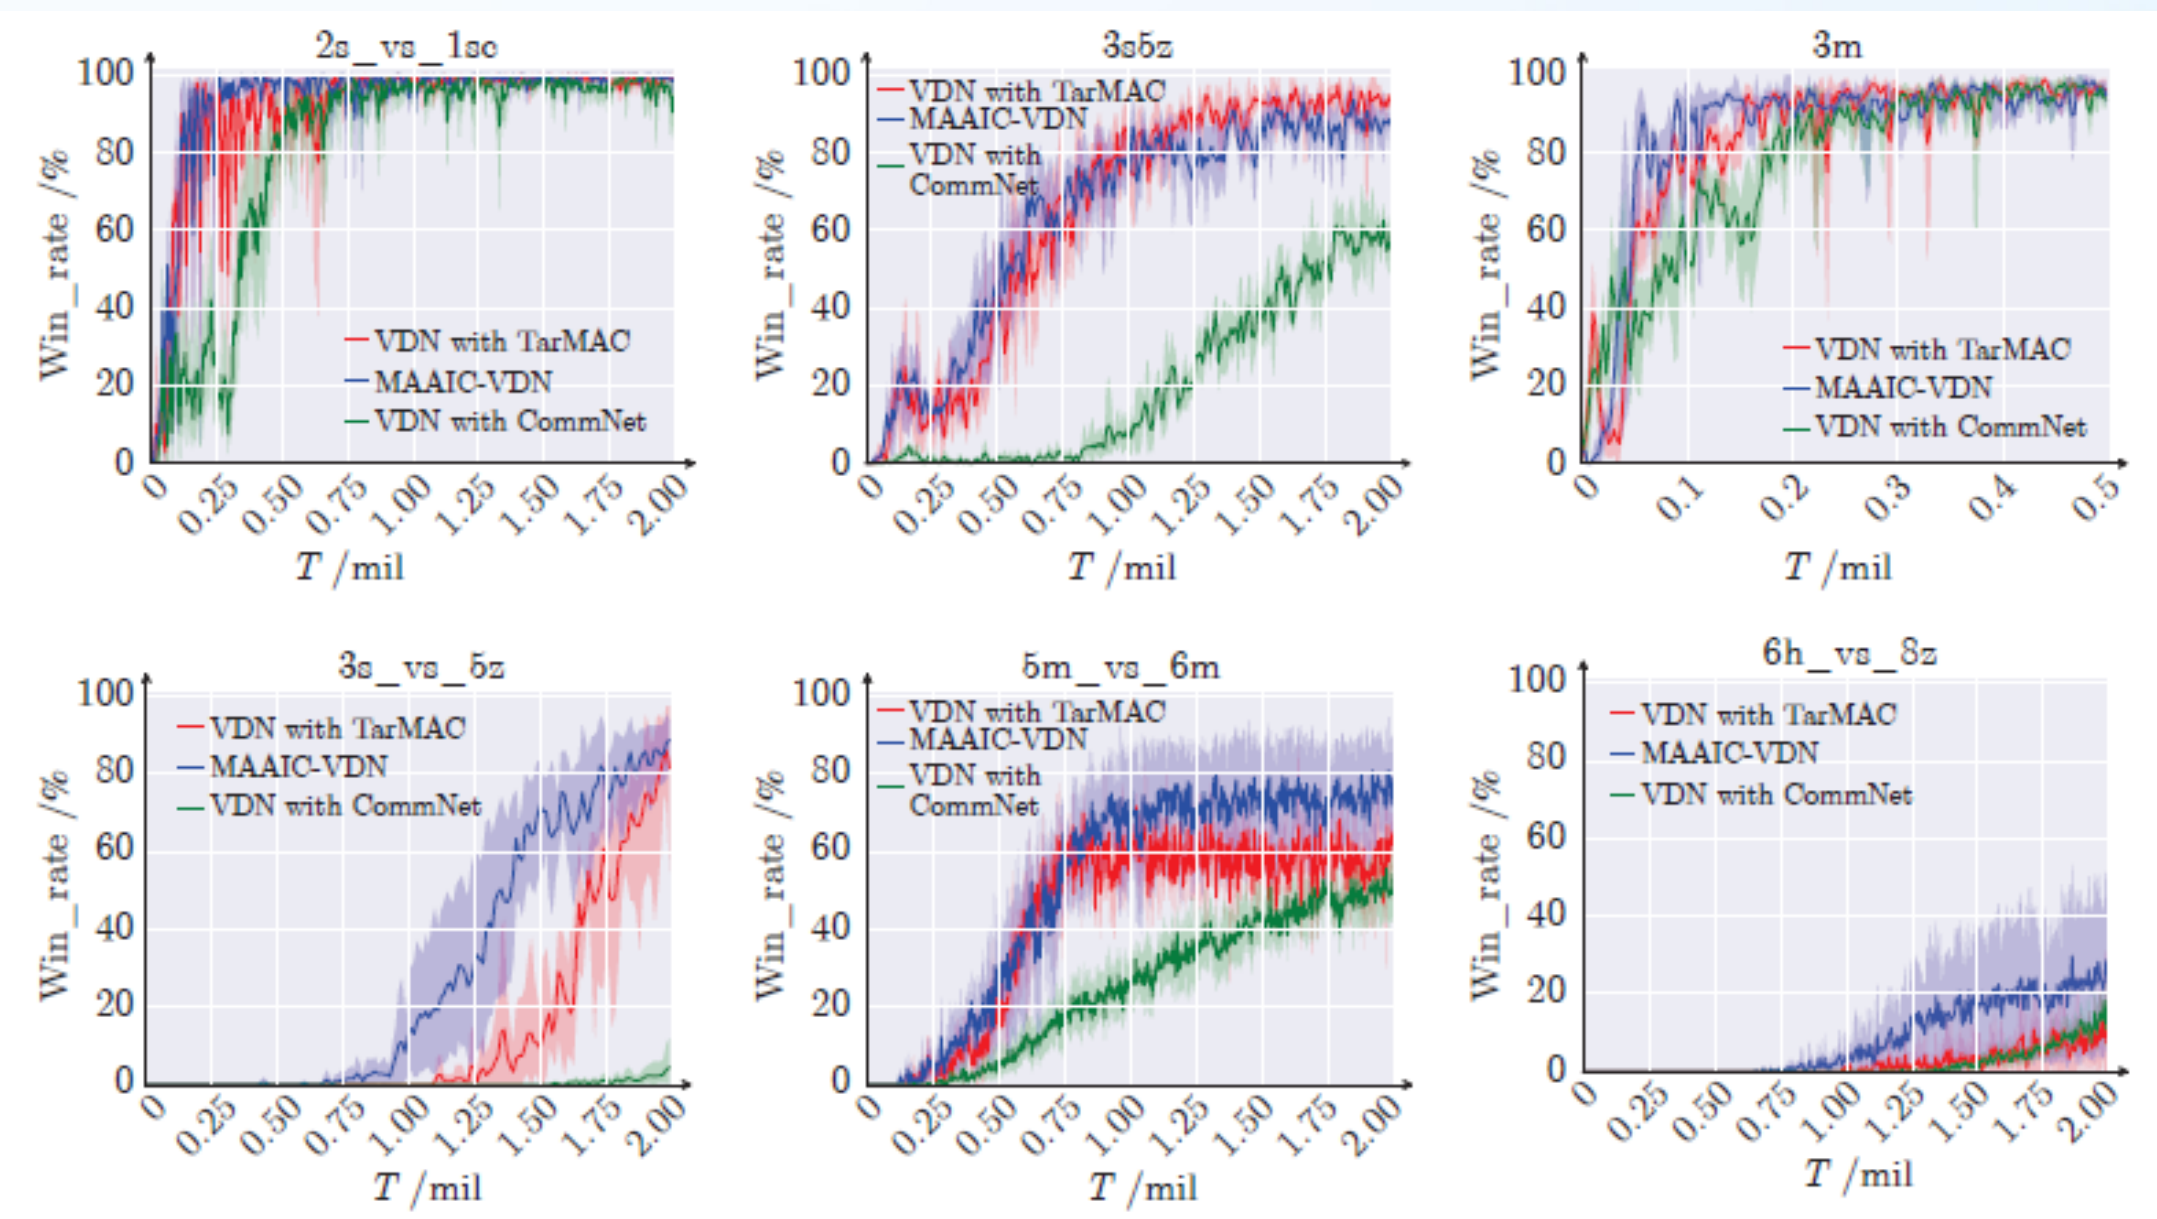 2s_vs_1sc
100
80
60
40
20
0
Win_rate /%
VDN with TarMAC
MAAIC-VDN
VDN with CommNet
0 0.25 0.50 0.75 1.00 1.25 1.50 1.75 2.00
T /mil
3s5z
100
80
60
40
20
0
Win_rate /%
VDN with TarMAC
MAAIC-VDN
VDN with
CommNet
0 0.25 0.50 0.75 1.00 1.25 1.50 1.75 2.00
T /mil
3m
100
80
60
40
20
0
Win_rate /%
VDN with TarMAC
MAAIC-VDN
VDN with CommNet
0 0.1 0.2 0.3 0.4 0.5
T /mil
3s_vs_5z
100
80
60
40
20
0
Win_rate /%
VDN with TarMAC
MAAIC-VDN
VDN with CommNet
0 0.25 0.50 0.75 1.00 1.25 1.50 1.75 2.00
T /mil
5m_vs_6m
100
80
60
40
20
0
Win_rate /%
VDN with TarMAC
MAAIC-VDN
VDN with
CommNet
0 0.25 0.50 0.75 1.00 1.25 1.50 1.75 2.00
T /mil
6h_vs_8z
100
80
60
40
20
0
Win_rate /%
VDN with TarMAC
MAAIC-VDN
VDN with CommNet
0 0.25 0.50 0.75 1.00 1.25 1.50 1.75 2.00
T /mil